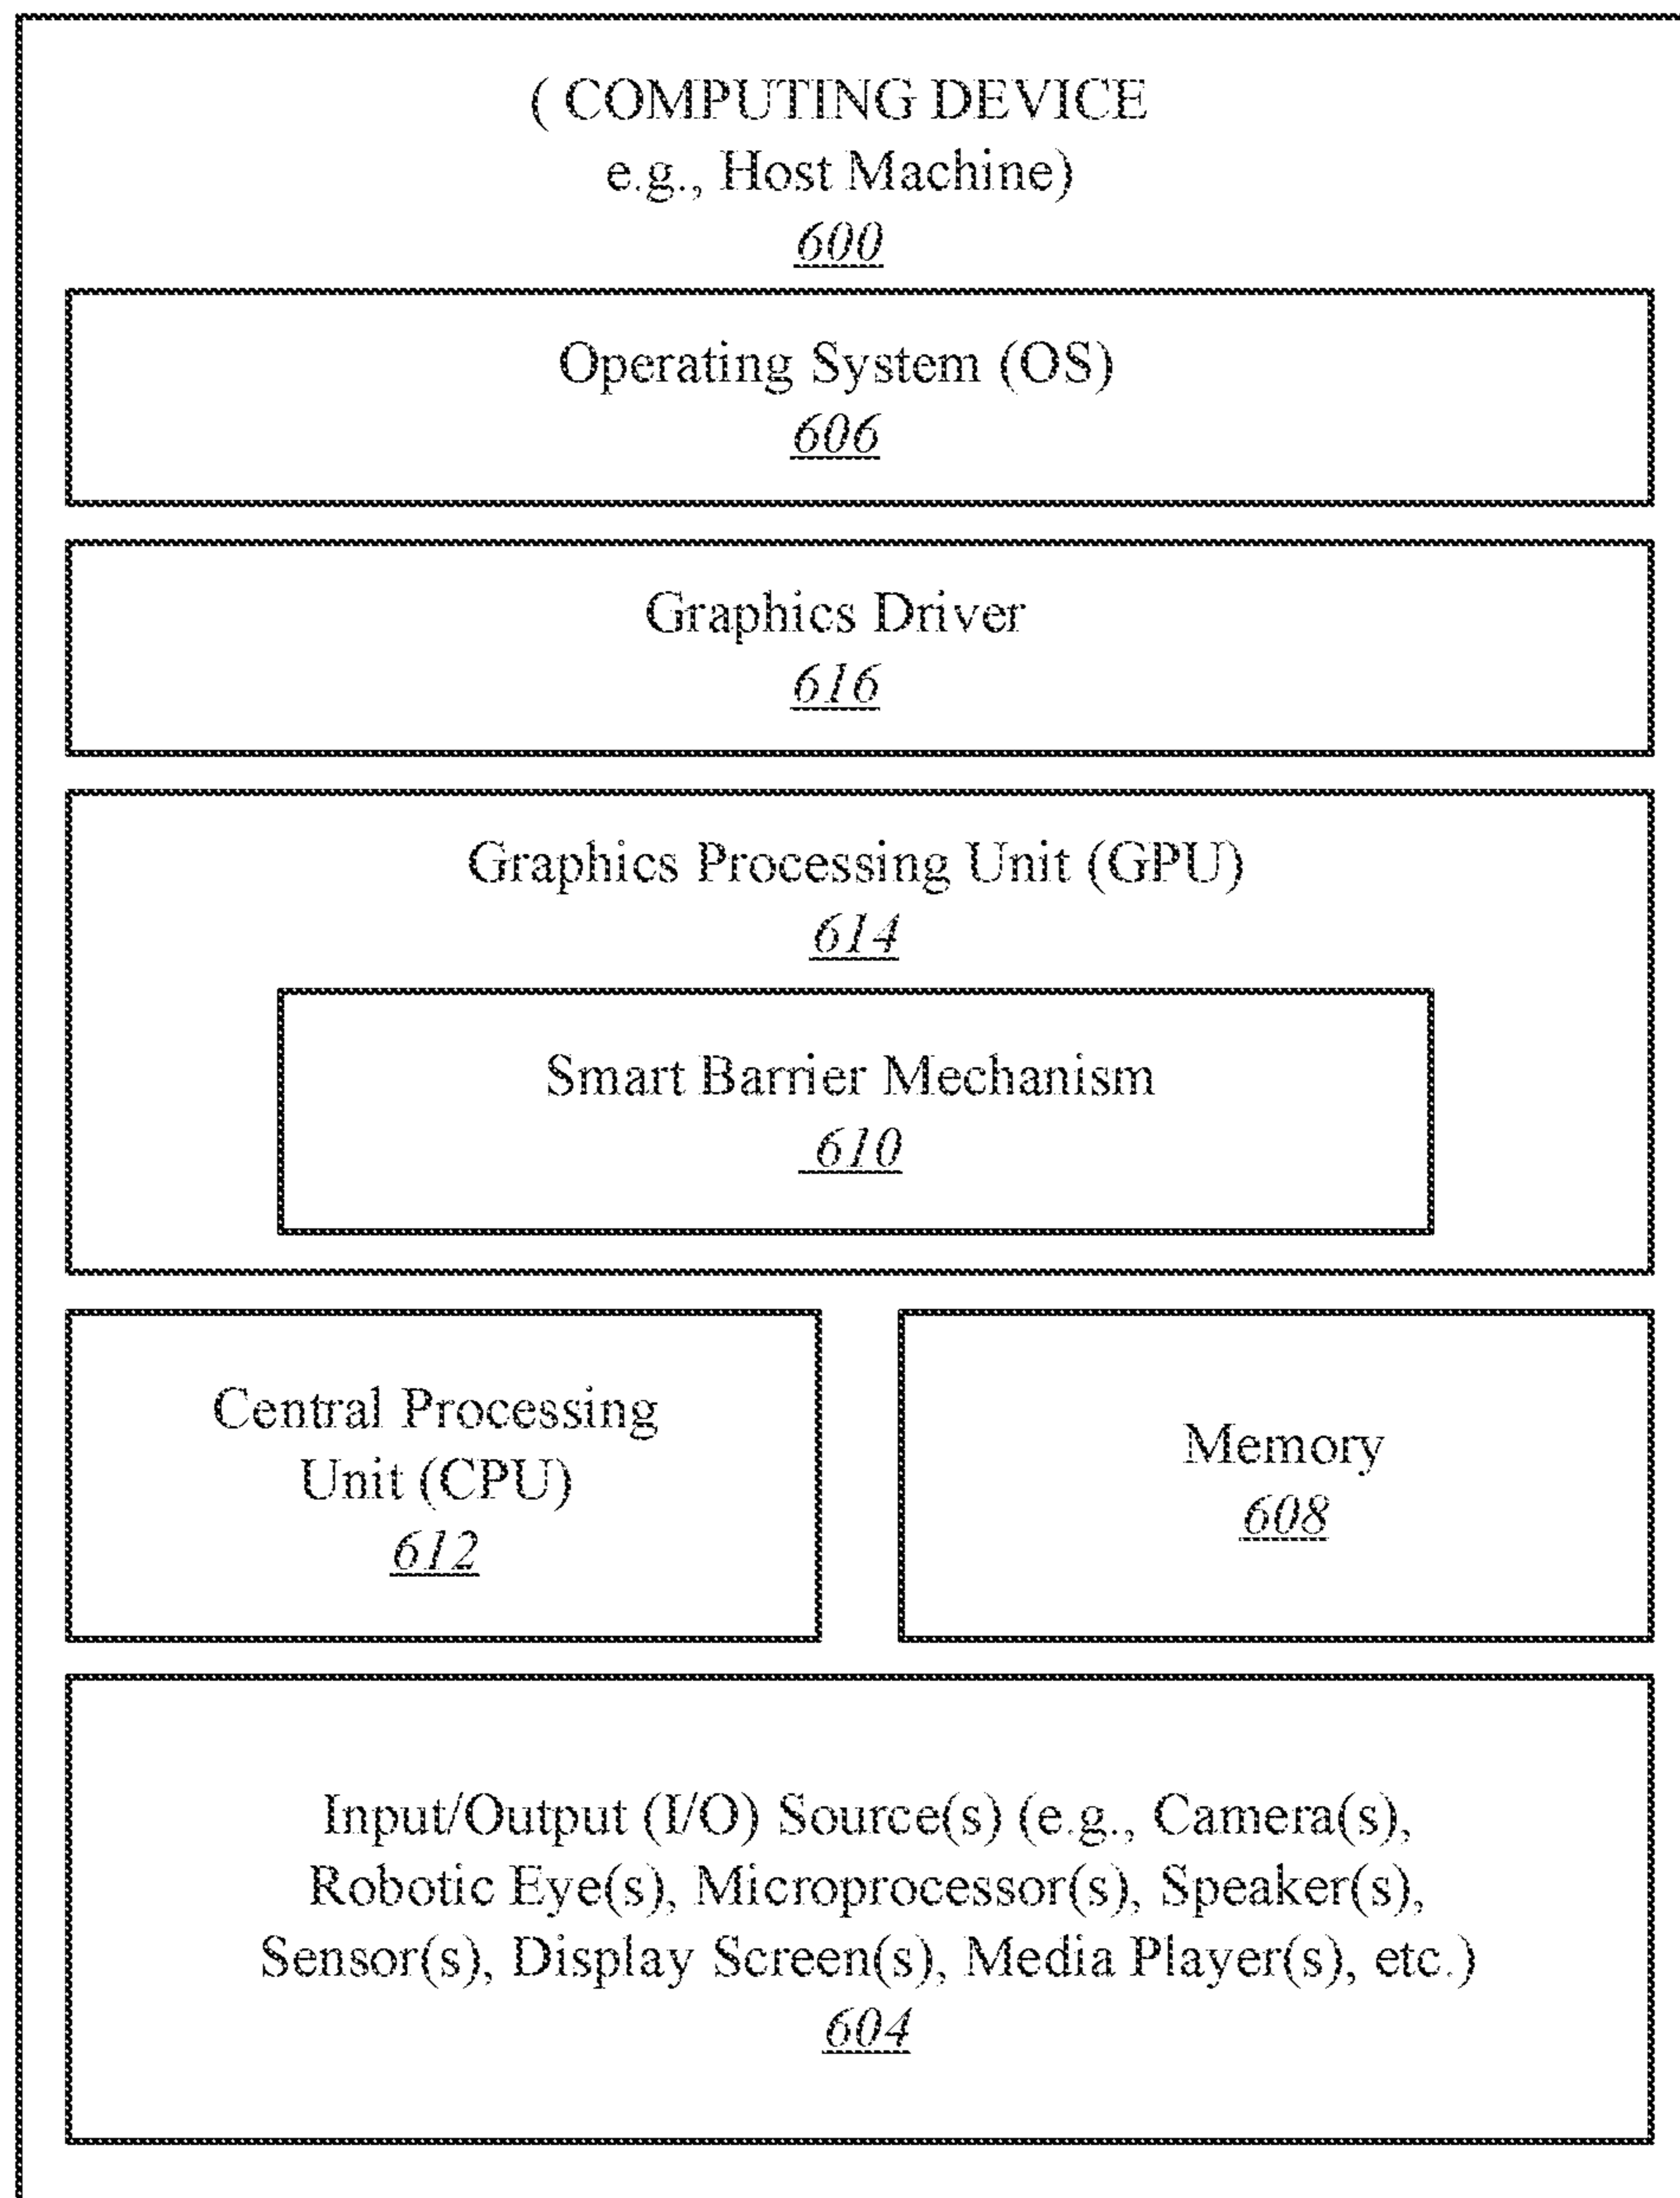 ( COMPUTING DEVICE
e.g., Host Machine)
600
Operating System (OS)
606
Graphics Driver
616
Graphics Processing Unit (GPU)
614
Smart Barrier Mechanism
610
Central Processing
Unit (CPU)
612
Memory
608
Input/Output (I/O) Source(s) (e.g., Camera(s),
Robotic Eye(s), Microprocessor(s), Speaker(s),
Sensor(s), Display Screen(s), Media Player(s), etc.)
604